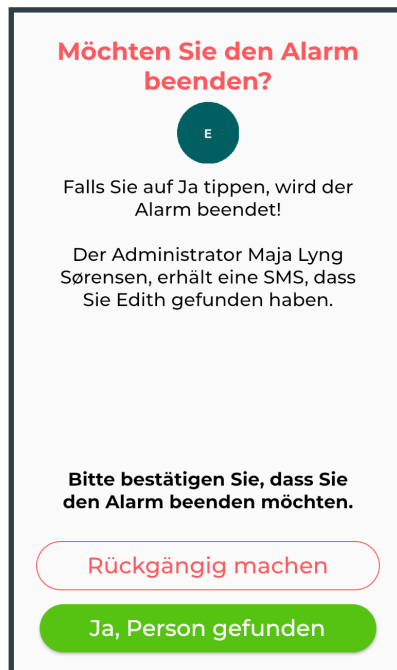 Möchten Sie den Alarm
beenden?
E
Falls Sie auf Ja tippen, wird der
Alarm beendet!
Der Administrator Maja Lyng
Sørensen, erhält eine SMS, dass
Sie Edith gefunden haben.
Bitte bestätigen Sie, dass Sie
den Alarm beenden möchten.
Rückgängig machen
Ja, Person gefunden